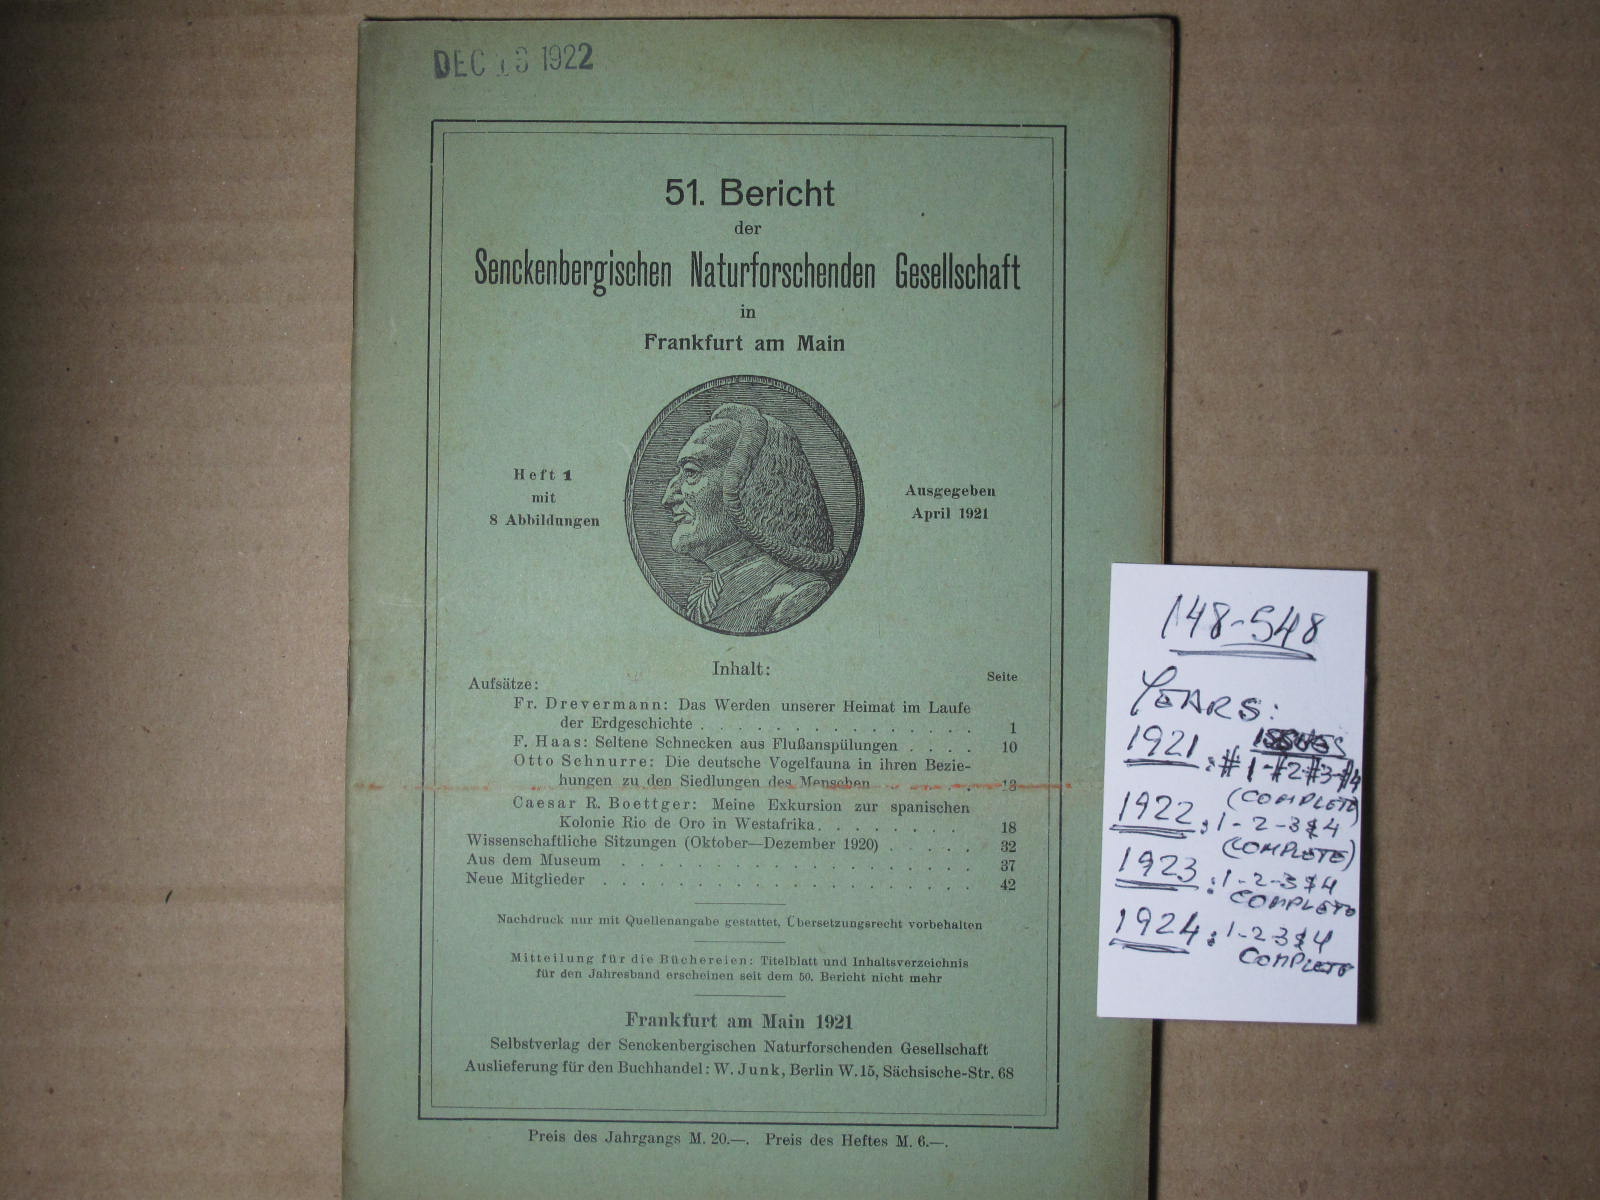 DEC 1922
51. Bericht
der
Senckenbergischen Naturforschenden Gesellschaft
in
Frankfurt am Main
Heft 1
mit
8 Abbildungen
Ausgegeben
April 1921
Inhalt:
Aufsätze: Seite
Fr. Drevermann: Das Werden unserer Heimat im Laufe
der Erdgeschichte . . . . . . . . . . . . . . . 1
F. Haas: Seltene Schnecken aus Flußanspülungen . . . . 10
Otto Schnurre: Die deutsche Vogelfauna in ihren Bezie-
hungen zu den Siedlungen des Menschen . . . . .
Caesar R. Boettger: Meine Exkursion zur spanischen
Kolonie Rio de Oro in Westafrika . . . . . . . . 18
Wissenschaftliche Sitzungen (Oktober—Dezember 1920) . . . . . 32
Aus dem Museum . . . . . . . . . . . . . . . . . . . 37
Neue Mitglieder . . . . . . . . . . . . . . . . . . . . 42
Nachdruck nur mit Quellenangabe gestattet, Übersetzungsrecht vorbehalten
Mitteilung für die Büchereien: Titelblatt und Inhaltsverzeichnis
für den Jahresband erscheinen seit dem 50. Bericht nicht mehr
Frankfurt am Main 1921
Selbstverlag der Senckenbergischen Naturforschenden Gesellschaft
Auslieferung für den Buchhandel: W. Junk, Berlin W. 15, Sächsische-Str. 68
Preis des Jahrgangs M. 20.—. Preis des Heftes M. 6.—.
148-548
YEARS:
ISSUES
1921: #1-#2-#3-#4
(COMPLETE)
1922: 1-2-3&4
(COMPLETE)
1923: 1-2-3&4
COMPLETE
1924: 1-2-3&4
COMPLETE